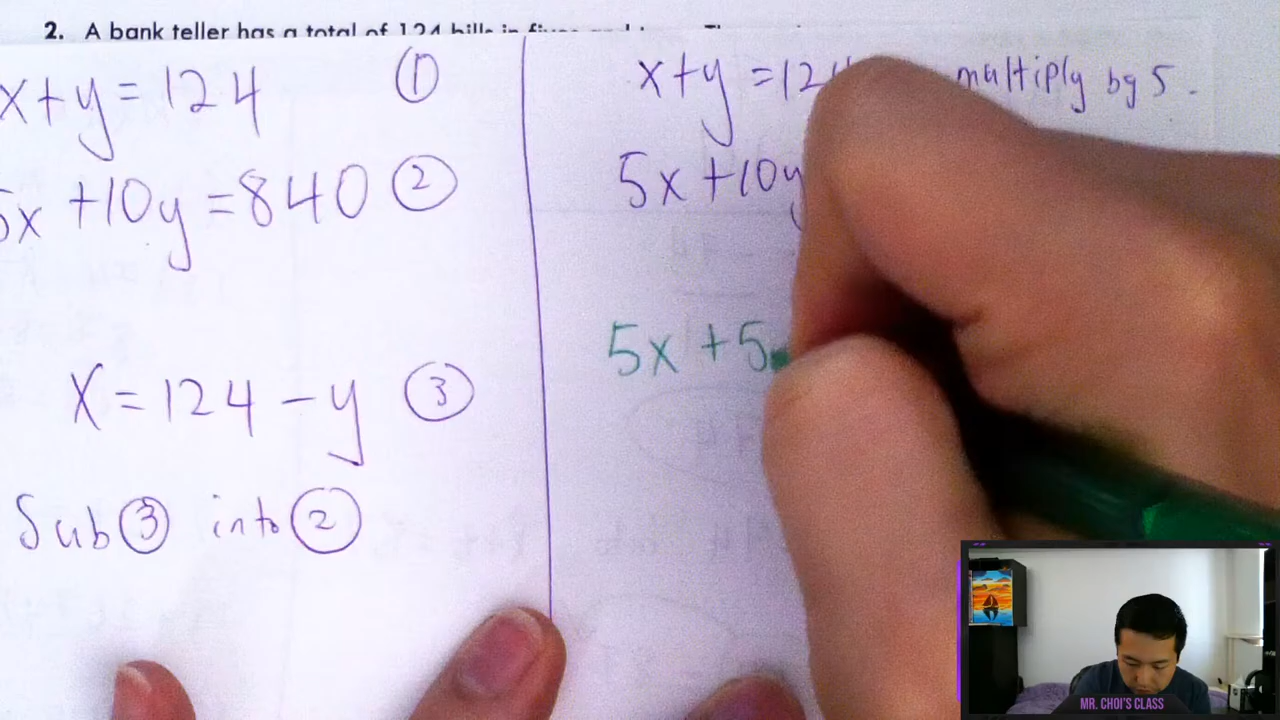 2. A bank teller has a total of 124 bills in
x+y=124 ①
5x+10y=840 ②
x=124-y ③
Sub ③ into ②
x+y=12 multiply by 5.
5x+10y
5x+5
MR. CHOI'S CLASS